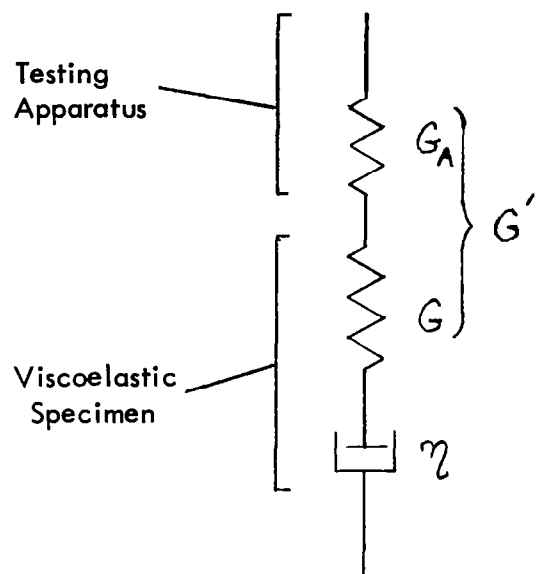 Testing
Apparatus
G_A
G′
G
Viscoelastic
Specimen
η